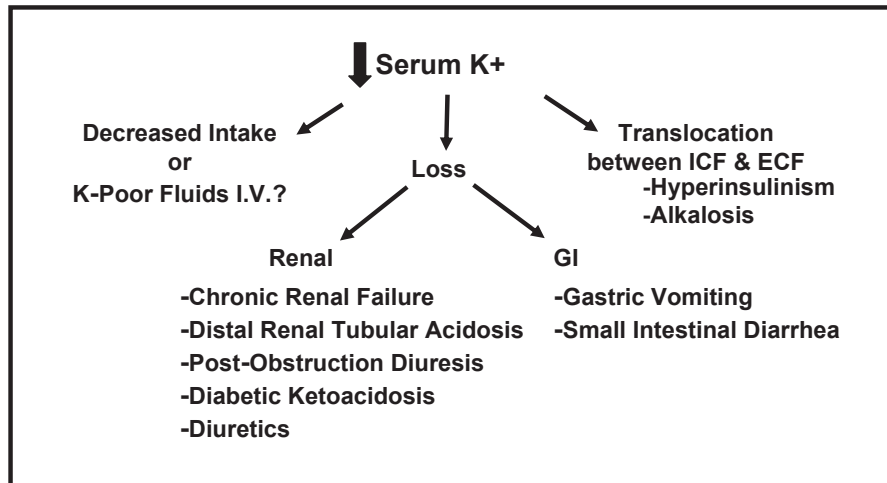 Serum K+
Decreased Intake
or
K-Poor Fluids I.V.?
Loss
Translocation
between ICF & ECF
-Hyperinsulinism
-Alkalosis
Renal
-Chronic Renal Failure
-Distal Renal Tubular Acidosis
-Post-Obstruction Diuresis
-Diabetic Ketoacidosis
-Diuretics
GI
-Gastric Vomiting
-Small Intestinal Diarrhea